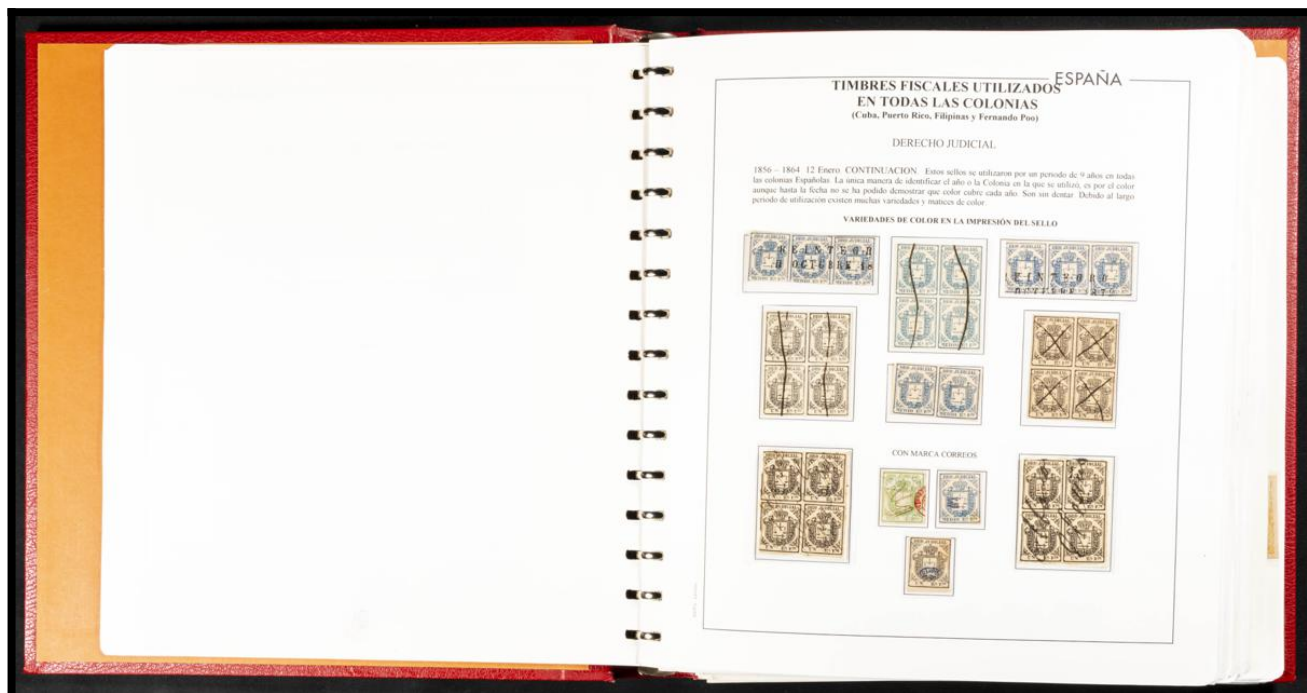 ESPAÑA
TIMBRES FISCALES UTILIZADOS
EN TODAS LAS COLONIAS
(Cuba, Puerto Rico, Filipinas y Fernando Poo)
DERECHO JUDICIAL
1856 – 1864 12 Enero. CONTINUACION. Estos sellos se utilizaron por un periodo de 9 años en todas
las colonias Españolas. La única manera de identificar el año o la Colonia en la que se utilizó, es por el color
aunque hasta la fecha no se ha podido demostrar que color cubre cada año. Son sin dentar. Debido al largo
periodo de utilización existen muchas variedades y matices de color.
VARIEDADES DE COLOR EN LA IMPRESIÓN DEL SELLO
CON MARCA CORREOS